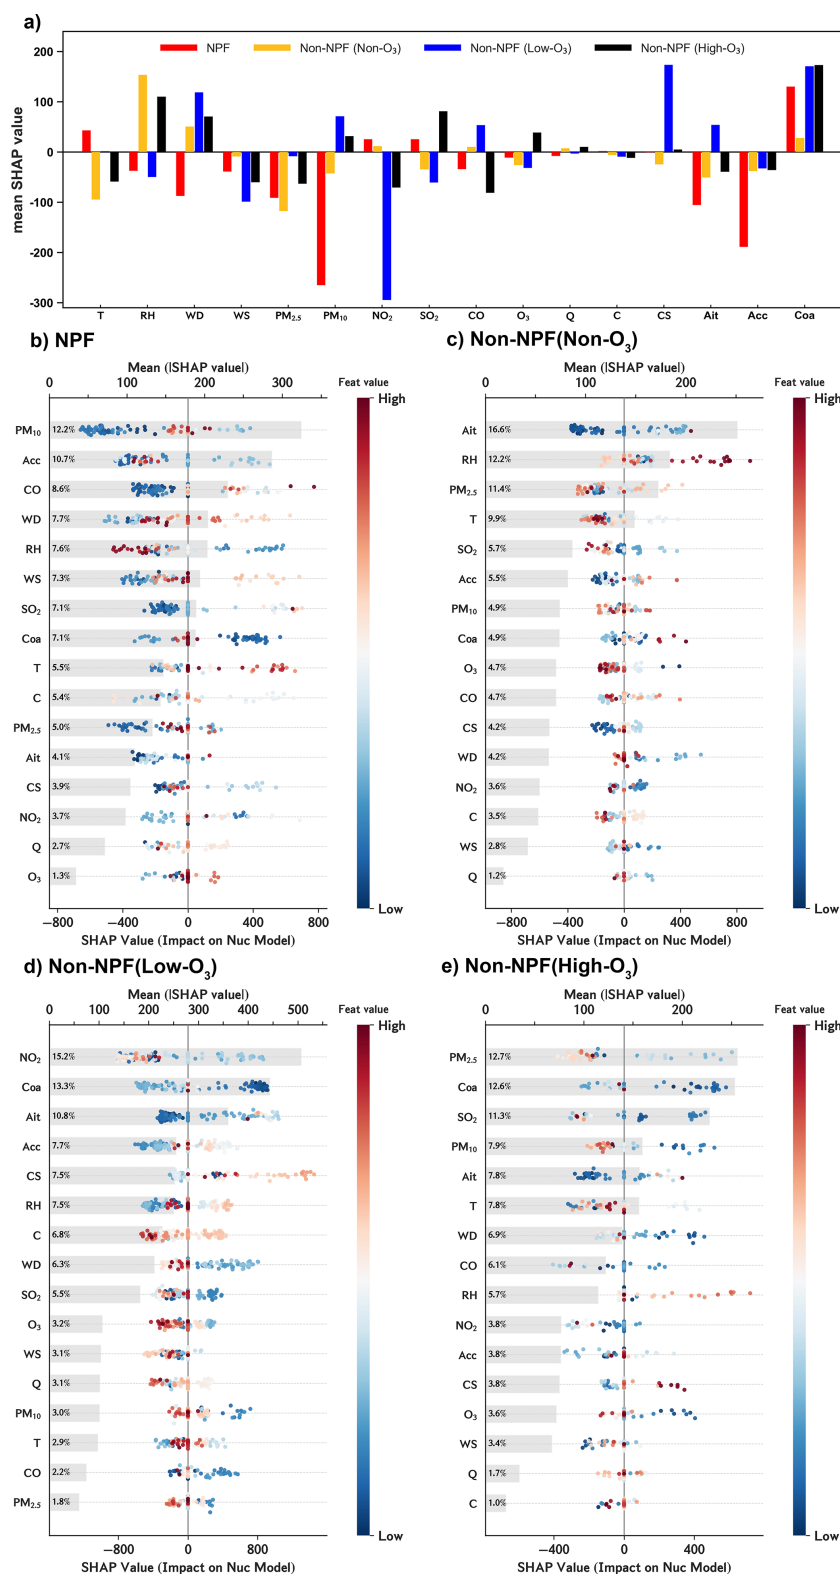 a)
NPF
Non-NPF (Non-O₃)
Non-NPF (Low-O₃)
Non-NPF (High-O₃)
mean SHAP value
200
100
0
-100
-200
-300
T RH WD WS PM₂.₅ PM₁₀ NO₂ SO₂ CO O₃ Q C CS Ait Acc Coa
b) NPF
Mean (|SHAP value|)
0 100 200 300
Feat value
High
PM₁₀ 12.2%
Acc 10.7%
CO 8.6%
WD 7.7%
RH 7.6%
WS 7.3%
SO₂ 7.1%
Coa 7.1%
T 5.5%
C 5.4%
PM₂.₅ 5.0%
Ait 4.1%
CS 3.9%
NO₂ 3.7%
Q 2.7%
O₃ 1.3%
Low
−800 −400 0 400 800
SHAP Value (Impact on Nuc Model)
c) Non-NPF(Non-O₃)
Mean (|SHAP value|)
0 100 200
Feat value
High
Ait 16.6%
RH 12.2%
PM₂.₅ 11.4%
T 9.9%
SO₂ 5.7%
Acc 5.5%
PM₁₀ 4.9%
Coa 4.9%
O₃ 4.7%
CO 4.7%
CS 4.2%
WD 4.2%
NO₂ 3.6%
C 3.5%
WS 2.8%
Q 1.2%
Low
−800 −400 0 400 800
SHAP Value (Impact on Nuc Model)
d) Non-NPF(Low-O₃)
Mean (|SHAP value|)
0 100 200 300 400 500
Feat value
High
NO₂ 15.2%
Coa 13.3%
Ait 10.8%
Acc 7.7%
CS 7.5%
RH 7.5%
C 6.8%
WD 6.3%
SO₂ 5.5%
O₃ 3.2%
WS 3.1%
Q 3.1%
PM₁₀ 3.0%
T 2.9%
CO 2.2%
PM₂.₅ 1.8%
Low
−800 0 800
SHAP Value (Impact on Nuc Model)
e) Non-NPF(High-O₃)
Mean (|SHAP value|)
0 100 200
Feat value
High
PM₂.₅ 12.7%
Coa 12.6%
SO₂ 11.3%
PM₁₀ 7.9%
Ait 7.8%
T 7.8%
WD 6.9%
CO 6.1%
RH 5.7%
NO₂ 3.8%
Acc 3.8%
CS 3.8%
O₃ 3.6%
WS 3.4%
Q 1.7%
C 1.0%
Low
−400 0 400
SHAP Value (Impact on Nuc Model)